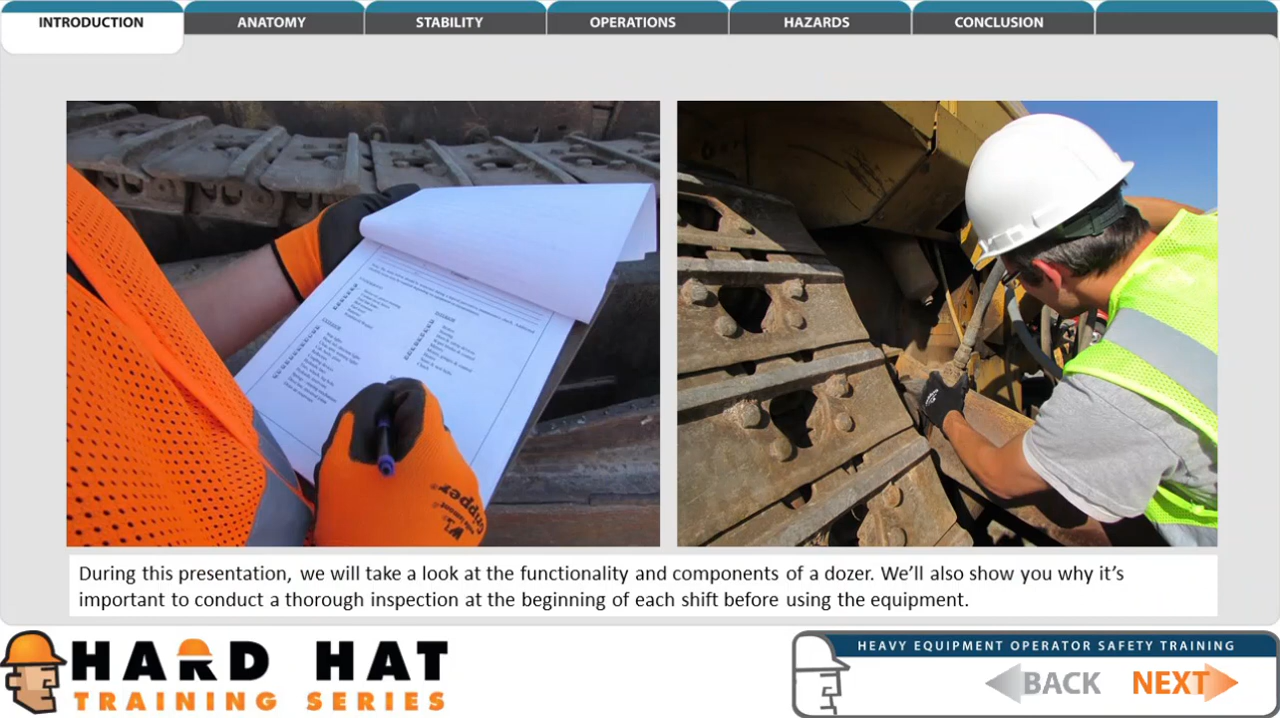 INTRODUCTION
ANATOMY
STABILITY
OPERATIONS
HAZARDS
CONCLUSION
During this presentation, we will take a look at the functionality and components of a dozer. We'll also show you why it's
important to conduct a thorough inspection at the beginning of each shift before using the equipment.
HARD HAT
TRAINING SERIES
HEAVY EQUIPMENT OPERATOR SAFETY TRAINING
BACK
NEXT